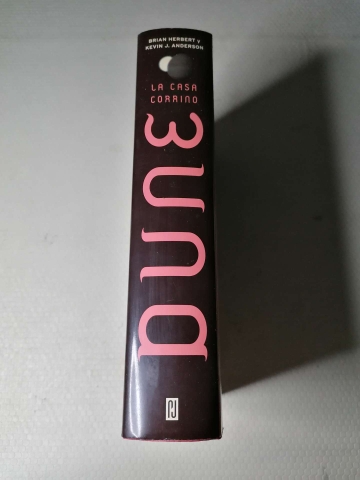 BRIAN HERBERT Y
KEVIN J. ANDERSON
LA CASA
CORRINO
DUNE